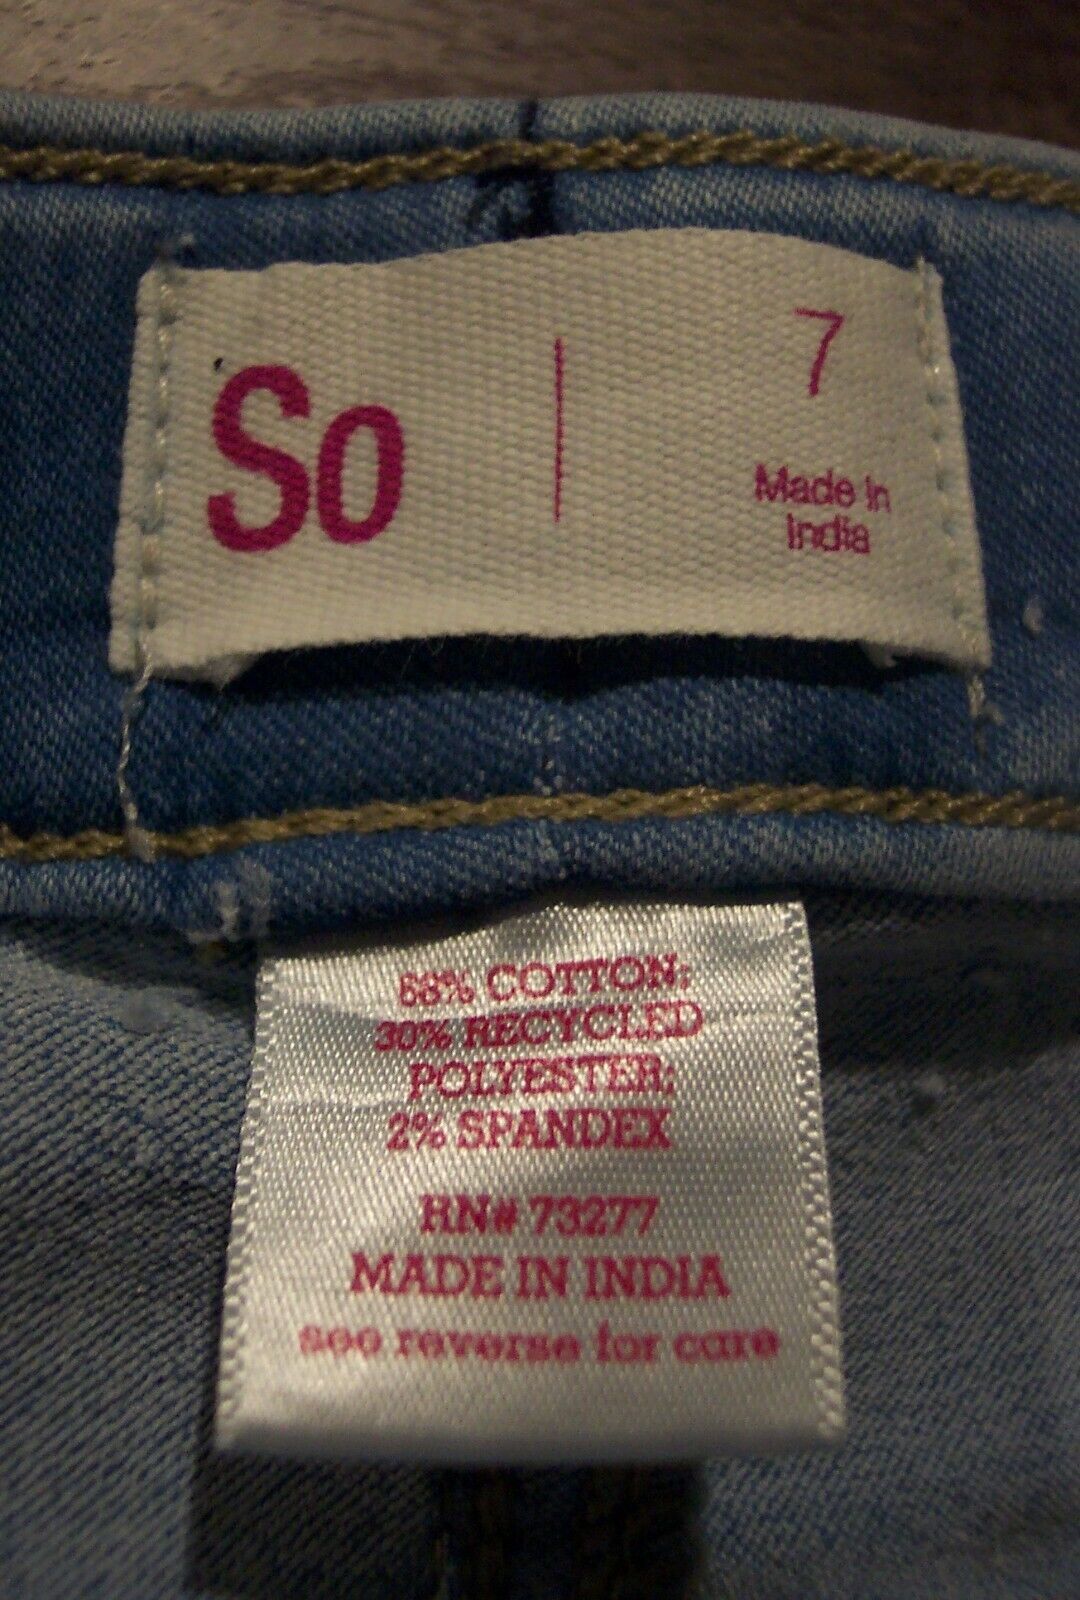 So
7
Made In
India
68% COTTON;
30% RECYCLED
POLYESTER;
2% SPANDEX
RN# 73277
MADE IN INDIA
see reverse for care